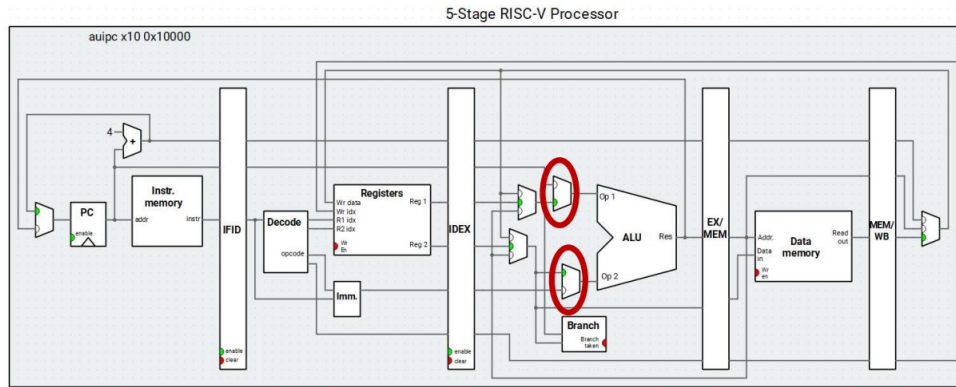 5-Stage RISC-V Processor
auipc x10 0x10000
4
+
PC
enable
Instr.
memory
addr
instr
IFID
enable
clear
Decode
opcode
Registers
Wr data
Wr idx
R1 idx
R2 idx
Wr
En
Reg 1
Reg 2
Imm.
IDEX
enable
clear
Op 1
ALU
Res
Op 2
Branch
Branch
taken
EX/
MEM
Addr.
Data
in
Wr
en
Data
memory
Read
out
MEM/
WB